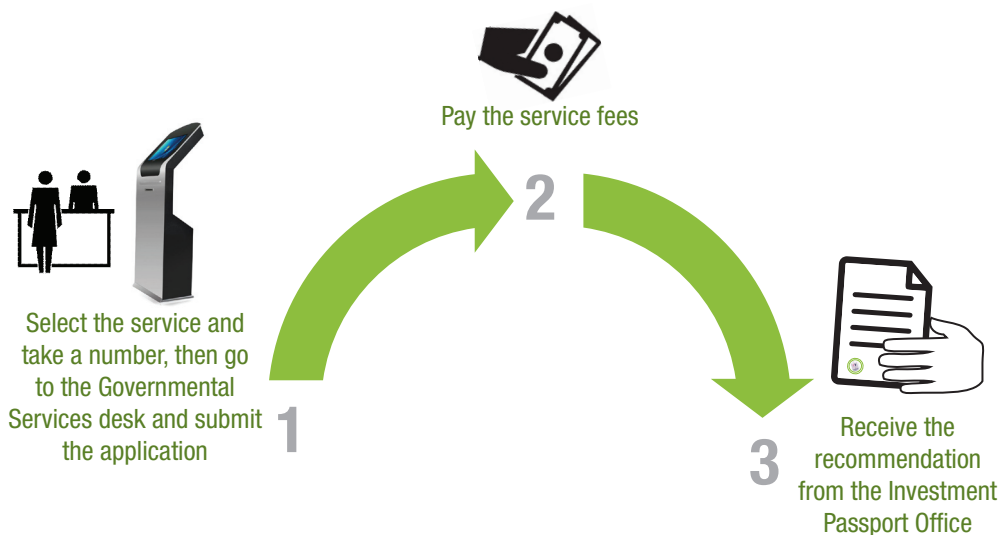 Select the service and
take a number, then go
to the Governmental
Services desk and submit
the application
1
Pay the service fees
2
3
Receive the
recommendation
from the Investment
Passport Office